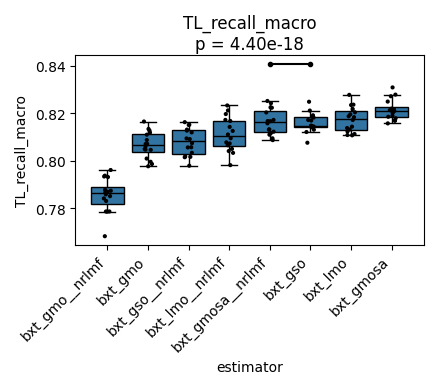 TL_recall_macro
p = 4.40e-18
TL_recall_macro
0.84
0.82
0.80
0.78
bxt_gmo__nrlmf
bxt_gmo
bxt_gso__nrlmf
bxt_lmo__nrlmf
bxt_gmosa__nrlmf
bxt_gso
bxt_lmo
bxt_gmosa
estimator